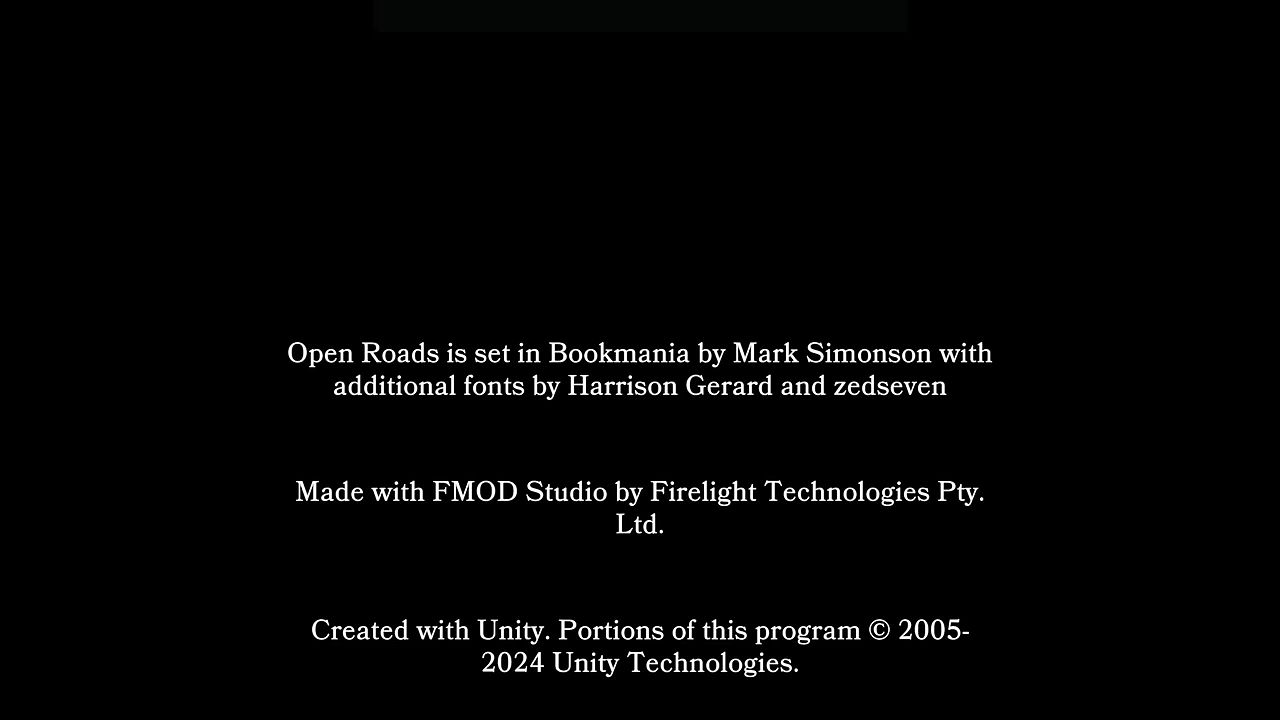 Open Roads is set in Bookmania by Mark Simonson with
additional fonts by Harrison Gerard and zedseven
Made with FMOD Studio by Firelight Technologies Pty.
Ltd.
Created with Unity. Portions of this program © 2005-
2024 Unity Technologies.